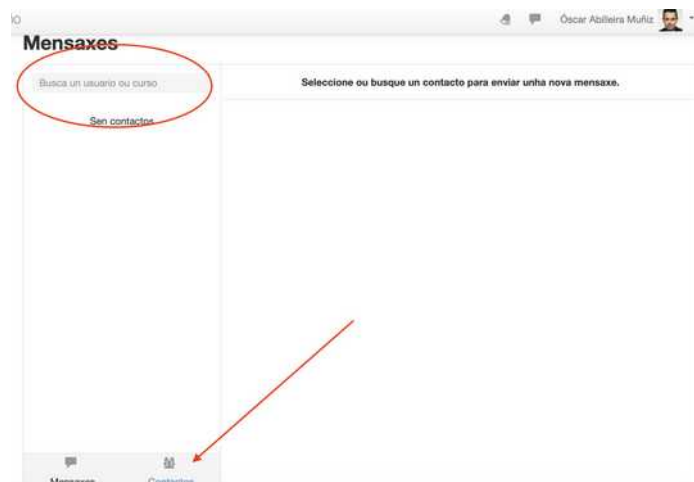 Óscar Abilleira Muñiz
Mensaxes
Busca un usuario ou curso
Seleccione ou busque un contacto para enviar unha nova mensaxe.
Sen contactos
Mensaxes
Contactos